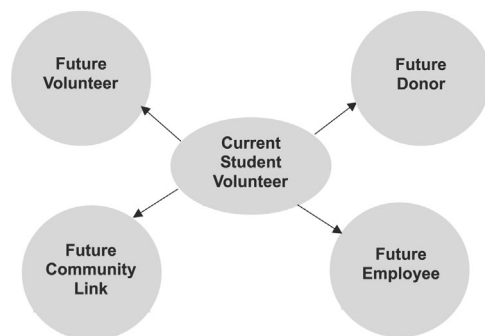 Future
Volunteer
Future
Donor
Current
Student
Volunteer
Future
Community
Link
Future
Employee